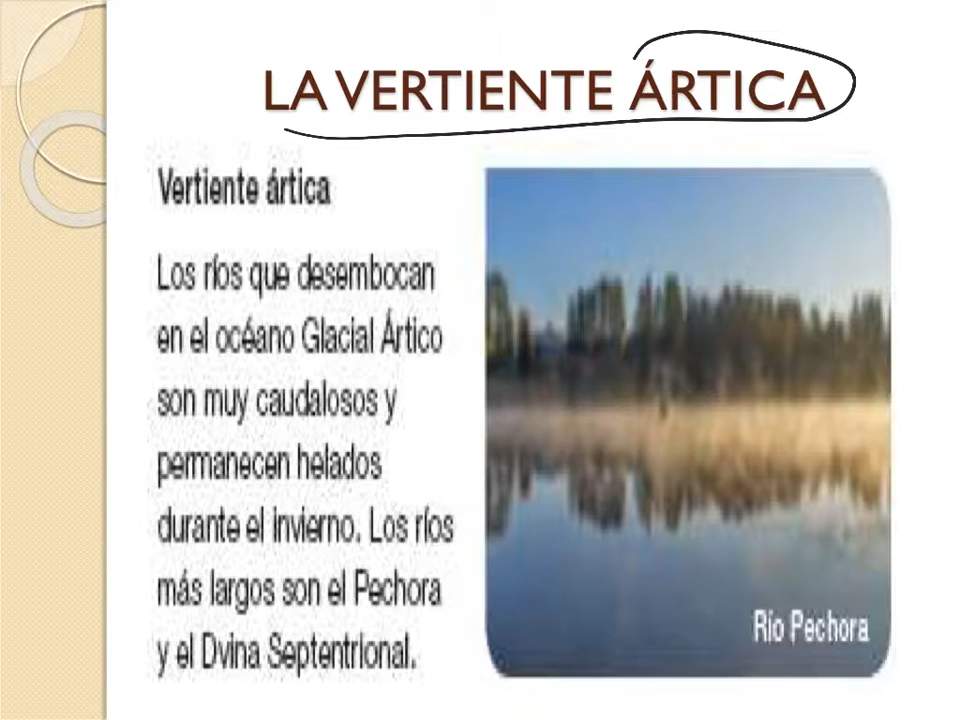 LA VERTIENTE ÁRTICA
Vertiente ártica
Los ríos que desembocan
en el océano Glacial Ártico
son muy caudalosos y
permanecen helados
durante el invierno. Los ríos
más largos son el Pechora
y el Dvina Septentrional.
Río Pechora